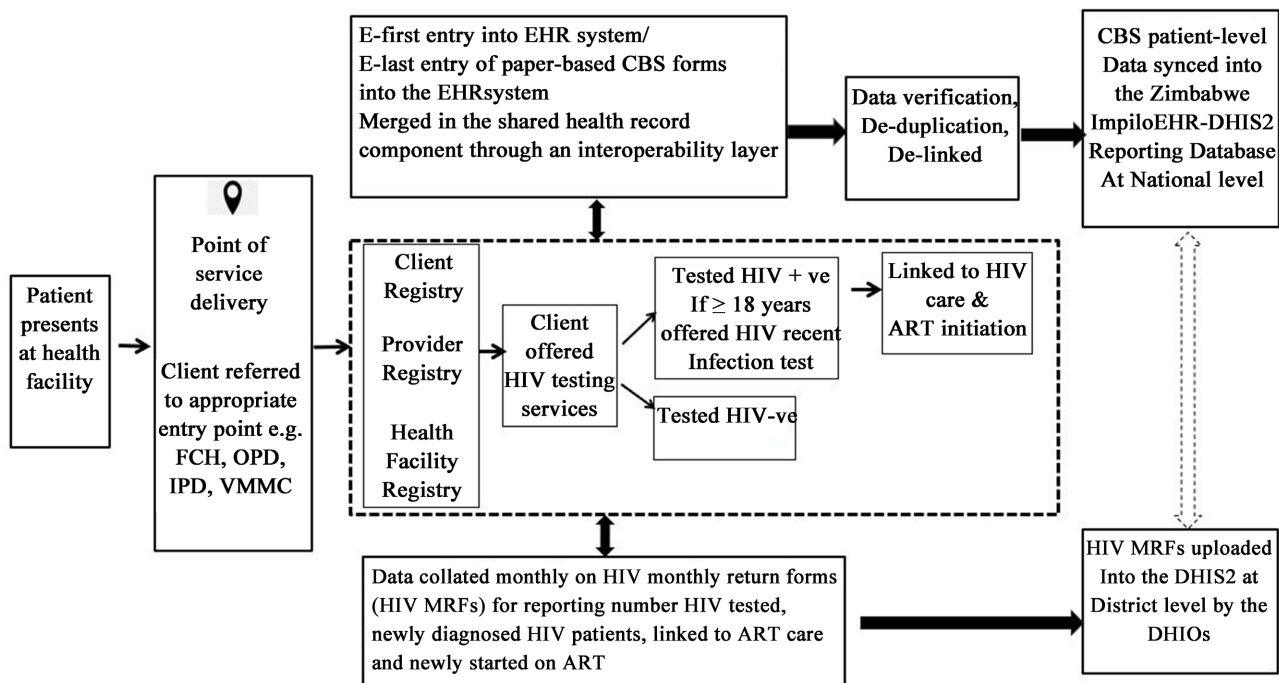 Patient
presents
at health
facility
Point of
service
delivery
Client referred
to appropriate
entry point e.g.
FCH, OPD,
IPD, VMMC
E-first entry into EHR system/
E-last entry of paper-based CBS forms
into the EHRsystem
Merged in the shared health record
component through an interoperability layer
Data verification,
De-duplication,
De-linked
CBS patient-level
Data synced into
the Zimbabwe
ImpiloEHR-DHIS2
Reporting Database
At National level
Client
Registry
Provider
Registry
Health
Facility
Registry
Client
offered
HIV testing
services
Tested HIV + ve
If ≥ 18 years
offered HIV recent
Infection test
Tested HIV-ve
Linked to HIV
care &
ART initiation
Data collated monthly on HIV monthly return forms
(HIV MRFs) for reporting number HIV tested,
newly diagnosed HIV patients, linked to ART care
and newly started on ART
HIV MRFs uploaded
Into the DHIS2 at
District level by the
DHIOs